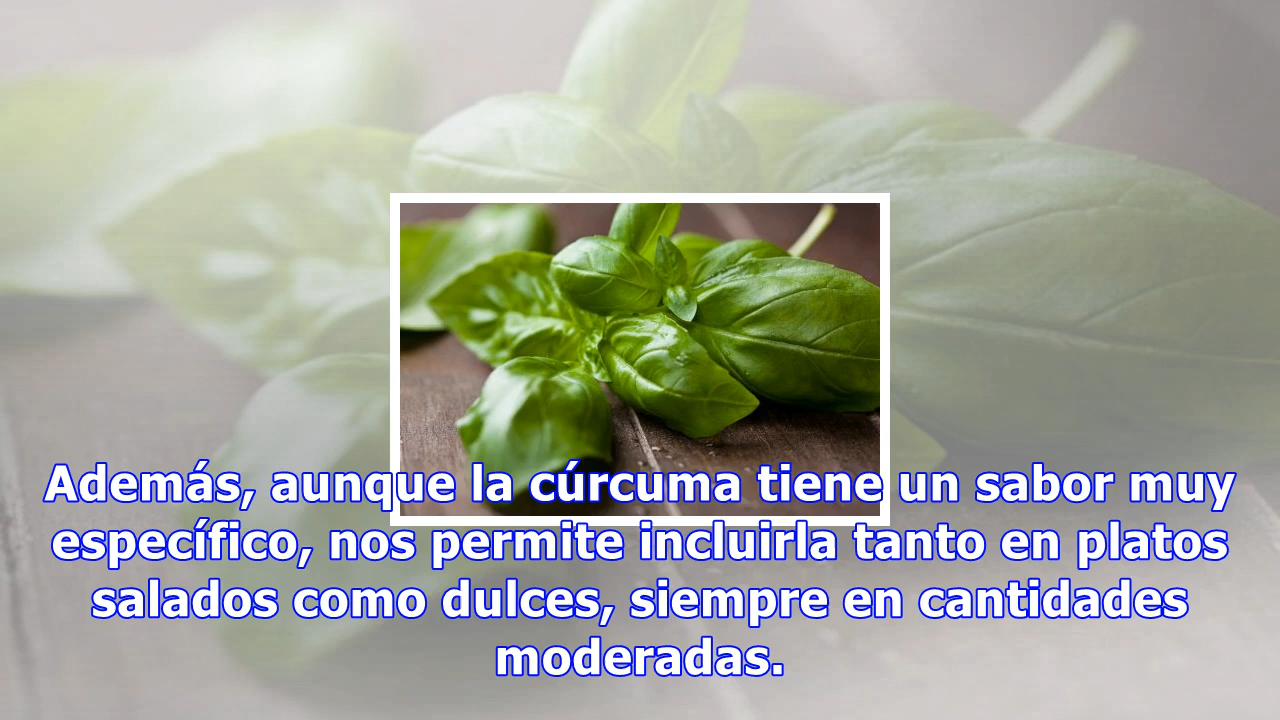 Además, aunque la cúrcuma tiene un sabor muy
específico, nos permite incluirla tanto en platos
salados como dulces, siempre en cantidades
moderadas.